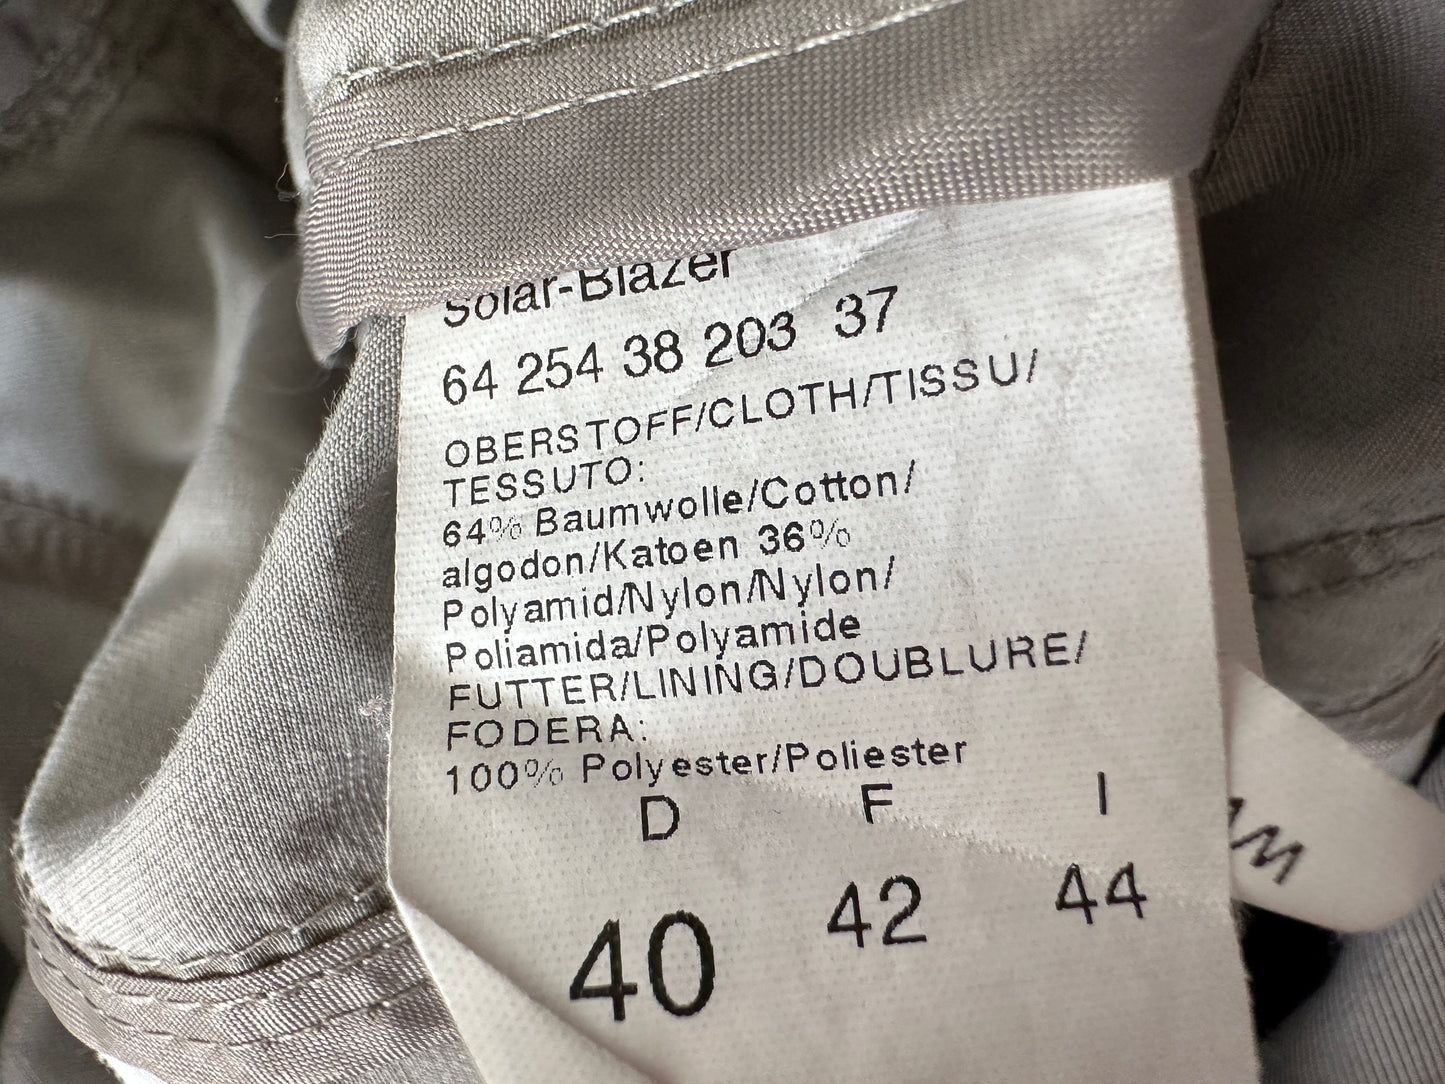 Solar-Blazer
64 254 38 203 37
OBERSTOFF/CLOTH/TISSU/
TESSUTO:
64% Baumwolle/Cotton/
algodon/Katoen 36%
Polyamid/Nylon/Nylon/
Poliamida/Polyamide
FUTTER/LINING/DOUBLURE/
FODERA:
100% Polyester/Poliester
D F I
40 42 44